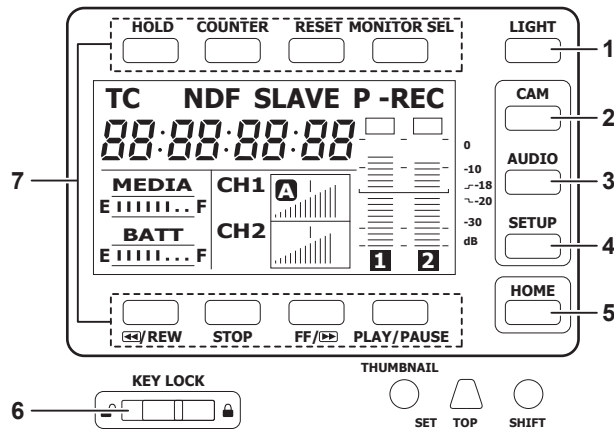 HOLD COUNTER RESET MONITOR SEL LIGHT
1
TC NDF SLAVE P -REC
CAM
2
88:88:88:88
0
-10
-18
-20
-30
dB
AUDIO
3
7
MEDIA CH1 A
E F
SETUP
4
BATT CH2
E F
1 2
HOME
5
/REW STOP FF/ PLAY/PAUSE
THUMBNAIL
KEY LOCK
6
SET TOP SHIFT